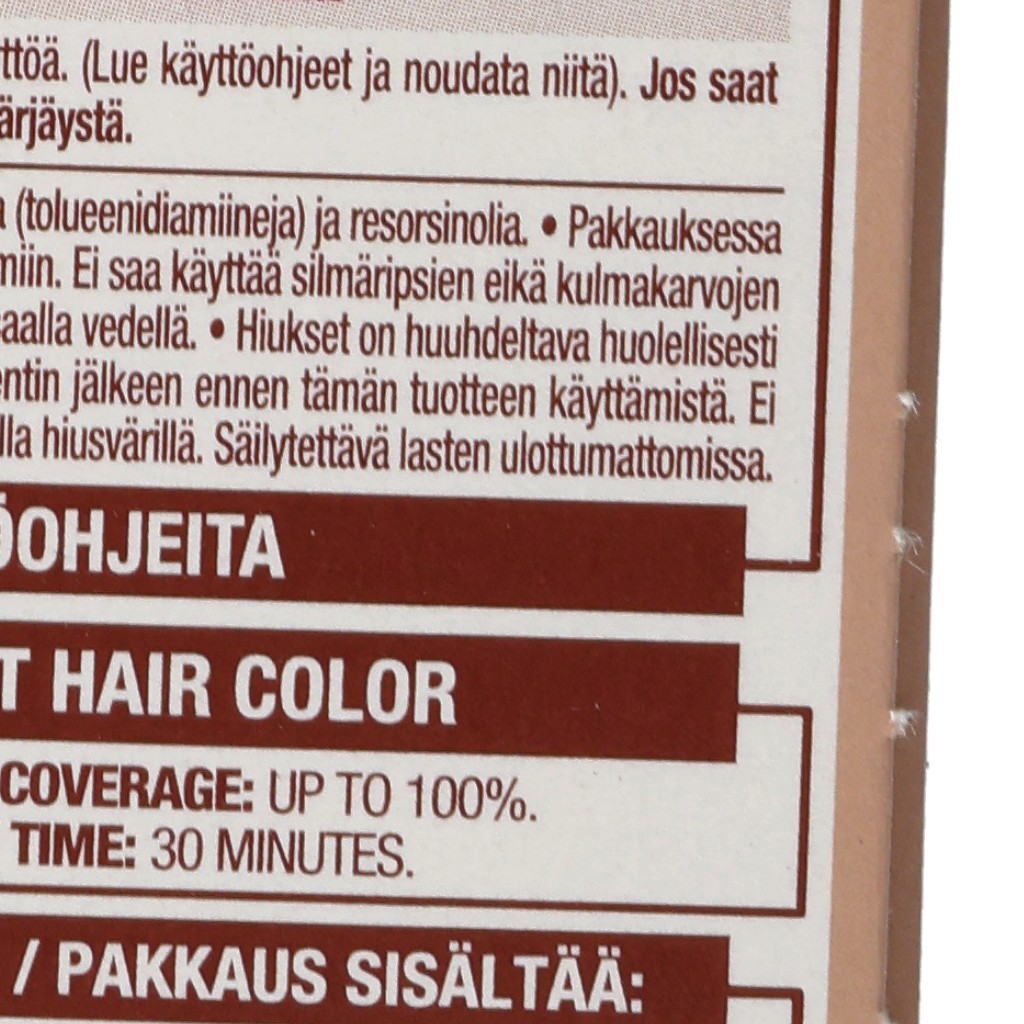 ttöä. (Lue käyttöohjeet ja noudata niitä). Jos saat
ärjäystä.
(tolueenidiamiineja) ja resorsinolia. • Pakkauksessa
miin. Ei saa käyttää silmäripsien eikä kulmakarvojen
aalla vedellä. • Hiukset on huuhdeltava huolellisesti
entin jälkeen ennen tämän tuotteen käyttämistä. Ei
lla hiusvärillä. Säilytettävä lasten ulottumattomissa.
ÖOHJEITA
T HAIR COLOR
COVERAGE: UP TO 100%.
TIME: 30 MINUTES.
/ PAKKAUS SISÄLTÄÄ: